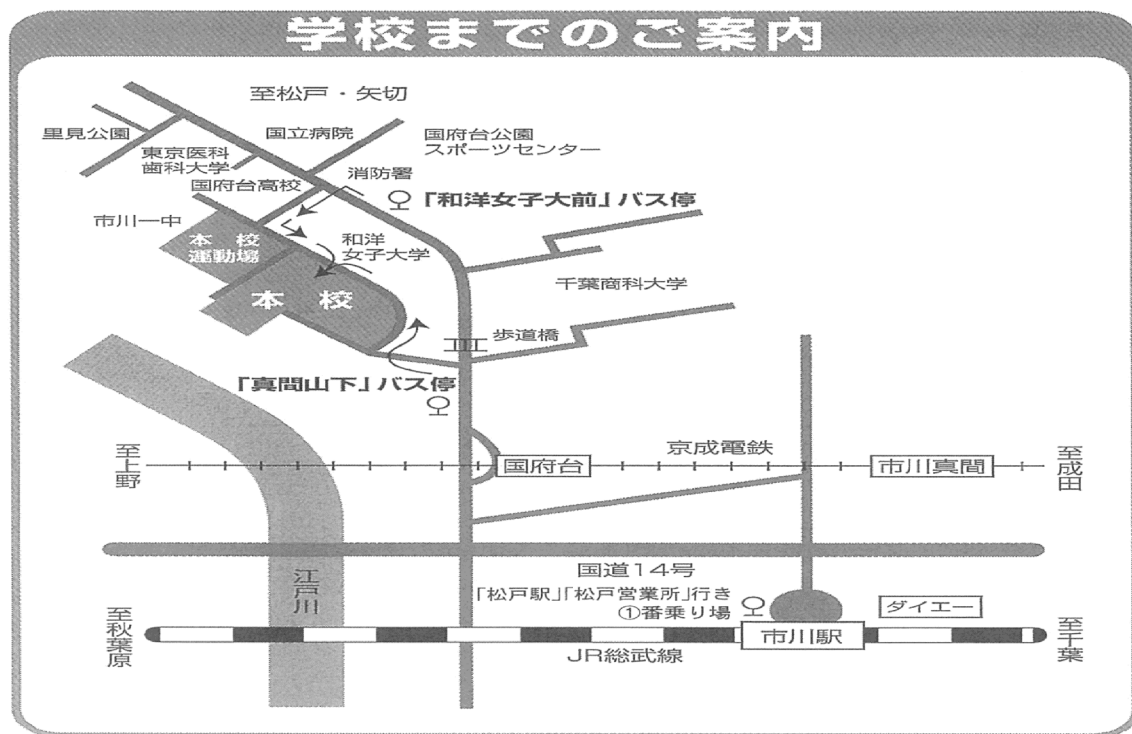 学校までのご案内
至松戸・矢切
里見公園
国立病院
国府台公園
スポーツセンター
東京医科
歯科大学
消防署
国府台高校
「和洋女子大前」バス停
市川一中
本校
運動場
和洋
女子大学
千葉商科大学
本校
歩道橋
「真間山下」バス停
京成電鉄
至上野
国府台
市川真間
至成田
国道14号
江戸川
「松戸駅」「松戸営業所」行き
①番乗り場
ダイエー
至秋葉原
市川駅
至千葉
JR総武線